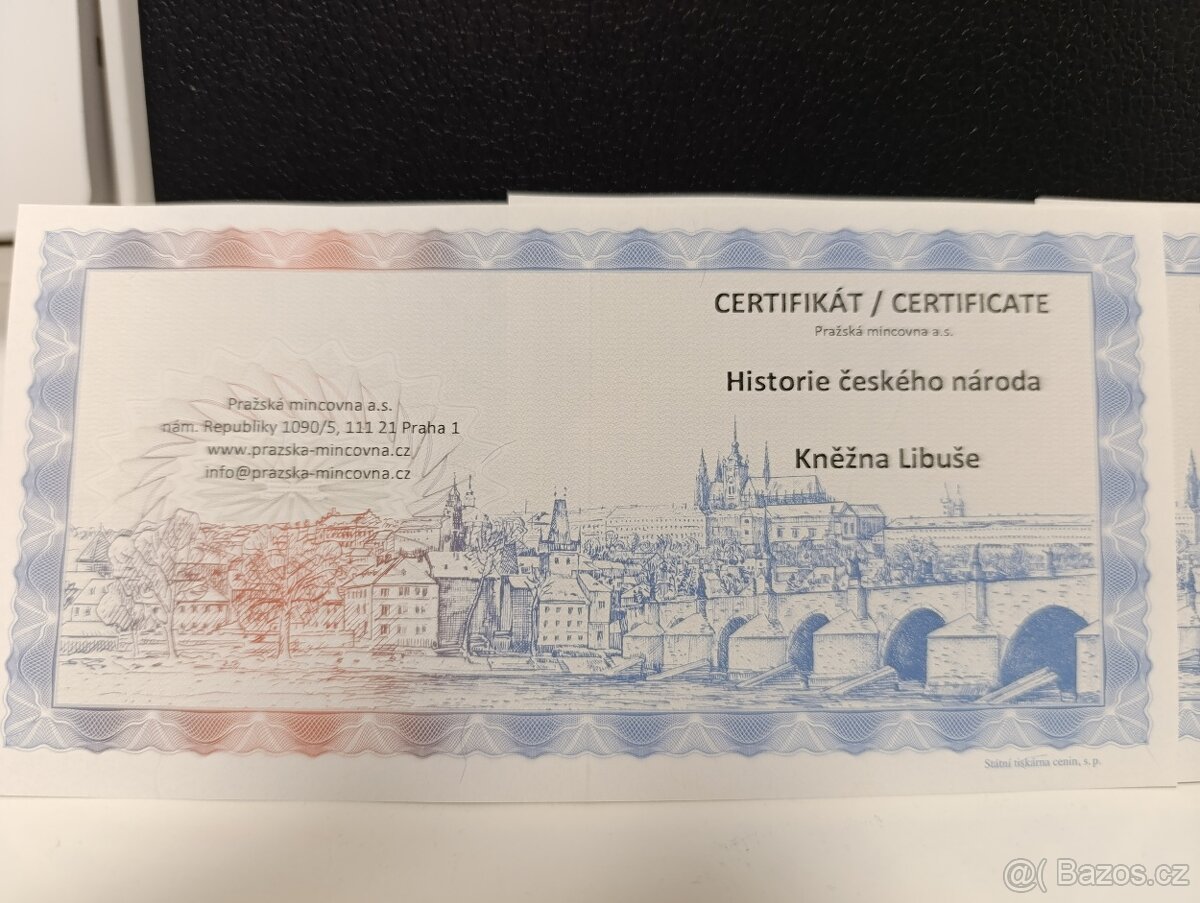 CERTIFIKÁT / CERTIFICATE
Pražská mincovna a.s.
Historie českého národa
Kněžna Libuše
Pražská mincovna a.s.
nám. Republiky 1090/5, 111 21 Praha 1
www.prazska-mincovna.cz
info@prazska-mincovna.cz
Státní tiskárna cenin, s. p.
@( Bazos.cz